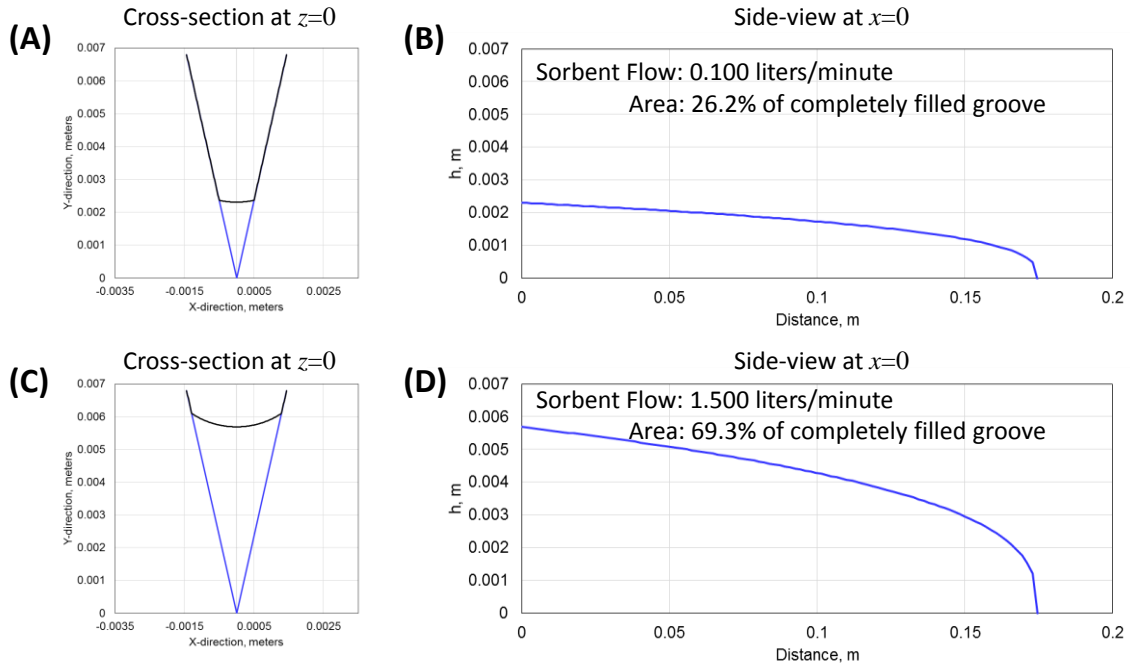 Cross-section at z=0
Side-view at x=0
(A)
(B)
0.007
0.006
0.005
0.004
0.003
0.002
0.001
0
Y-direction, meters
-0.0035
-0.0015
0.0005
0.0025
X-direction, meters
0.007
0.006
0.005
0.004
0.003
0.002
0.001
0
h, m
Sorbent Flow: 0.100 liters/minute
Area: 26.2% of completely filled groove
0
0.05
0.1
0.15
0.2
Distance, m
Cross-section at z=0
Side-view at x=0
(C)
(D)
0.007
0.006
0.005
0.004
0.003
0.002
0.001
0
Y-direction, meters
-0.0035
-0.0015
0.0005
0.0025
X-direction, meters
0.007
0.006
0.005
0.004
0.003
0.002
0.001
0
h, m
Sorbent Flow: 1.500 liters/minute
Area: 69.3% of completely filled groove
0
0.05
0.1
0.15
0.2
Distance, m